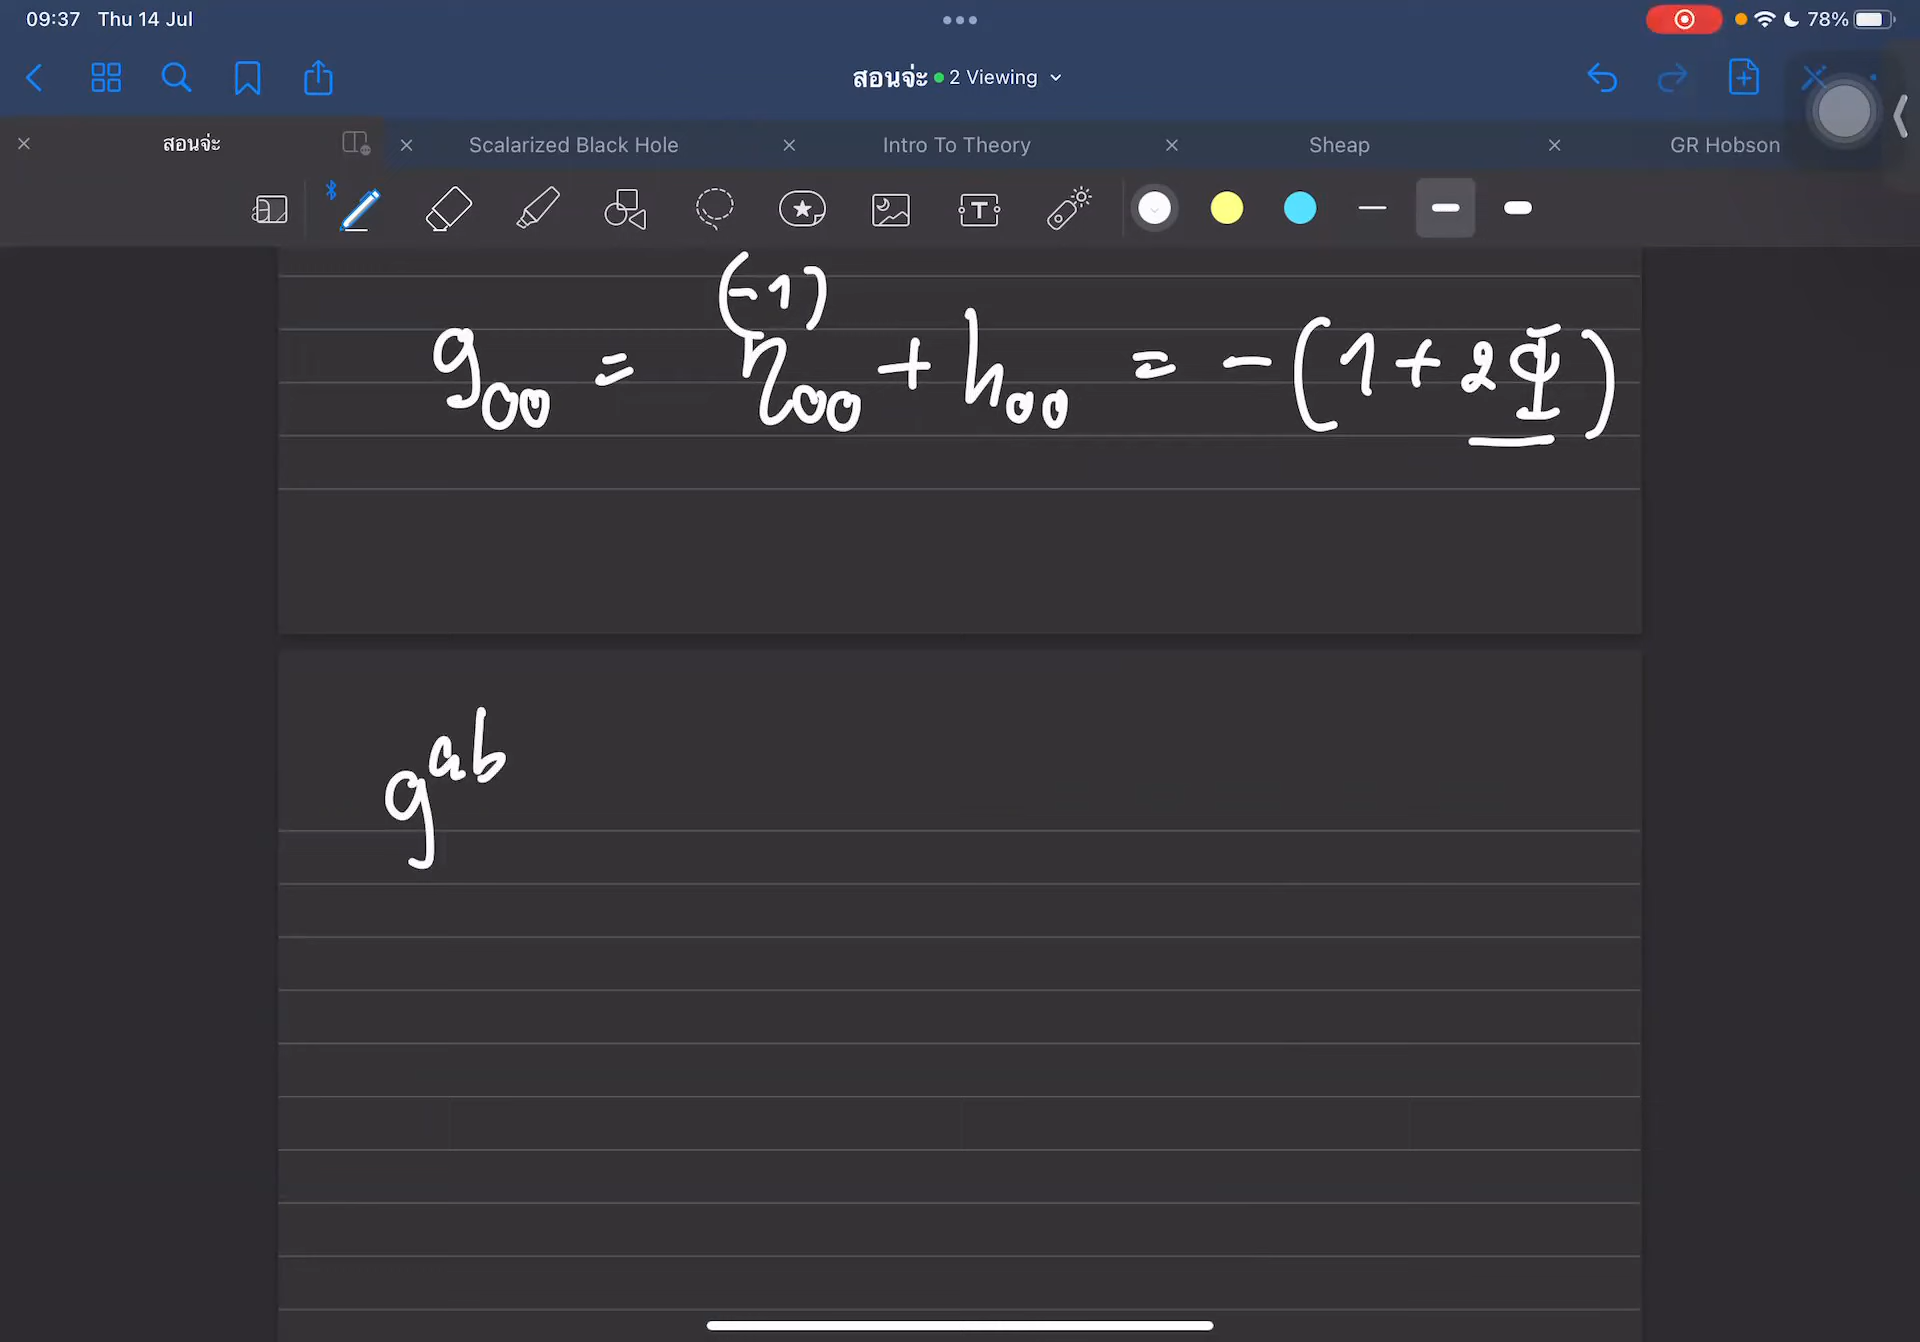 09:37 Thu 14 Jul 78%
สอนจ่ะ 2 Viewing
สอนจ่ะ Scalarized Black Hole Intro To Theory Sheap GR Hobson
T
(-1)
g₀₀ = η₀₀ + h₀₀ = -(1 + 2Φ)
g^{ab}